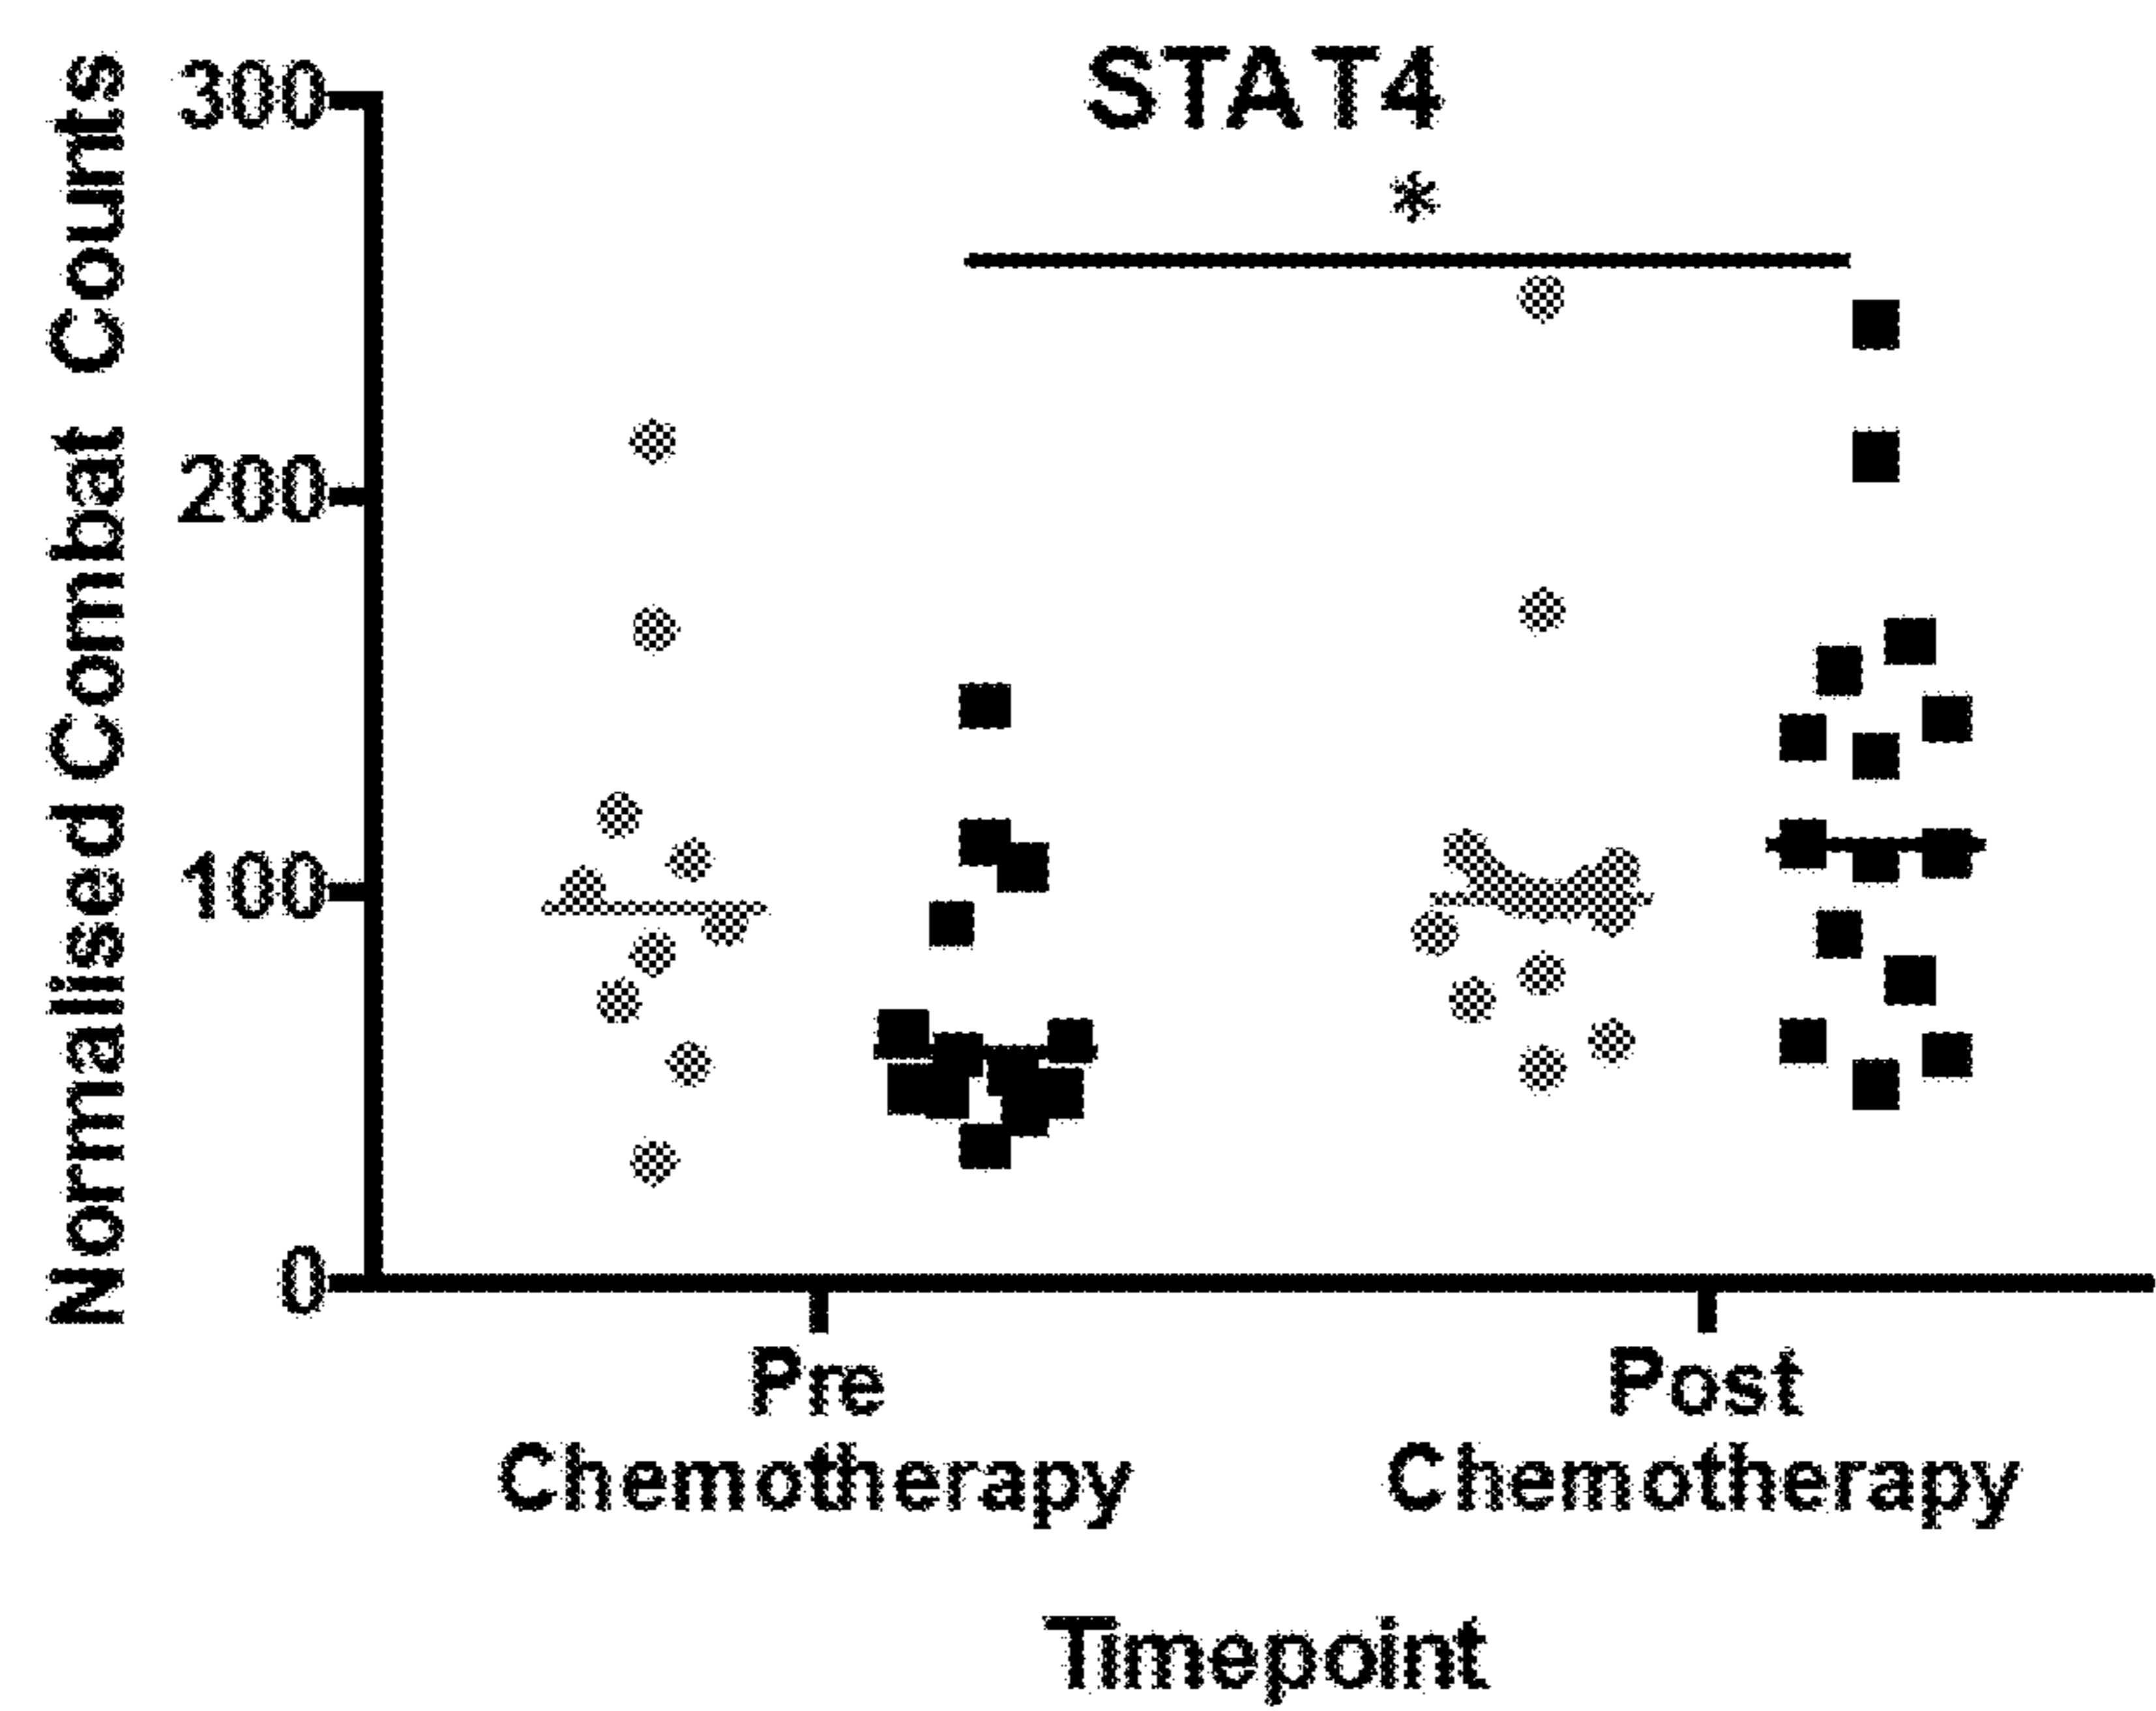 STAT4
*
Normalised Combat Counts
300
200
100
0
Pre
Chemotherapy
Post
Chemotherapy
Timepoint